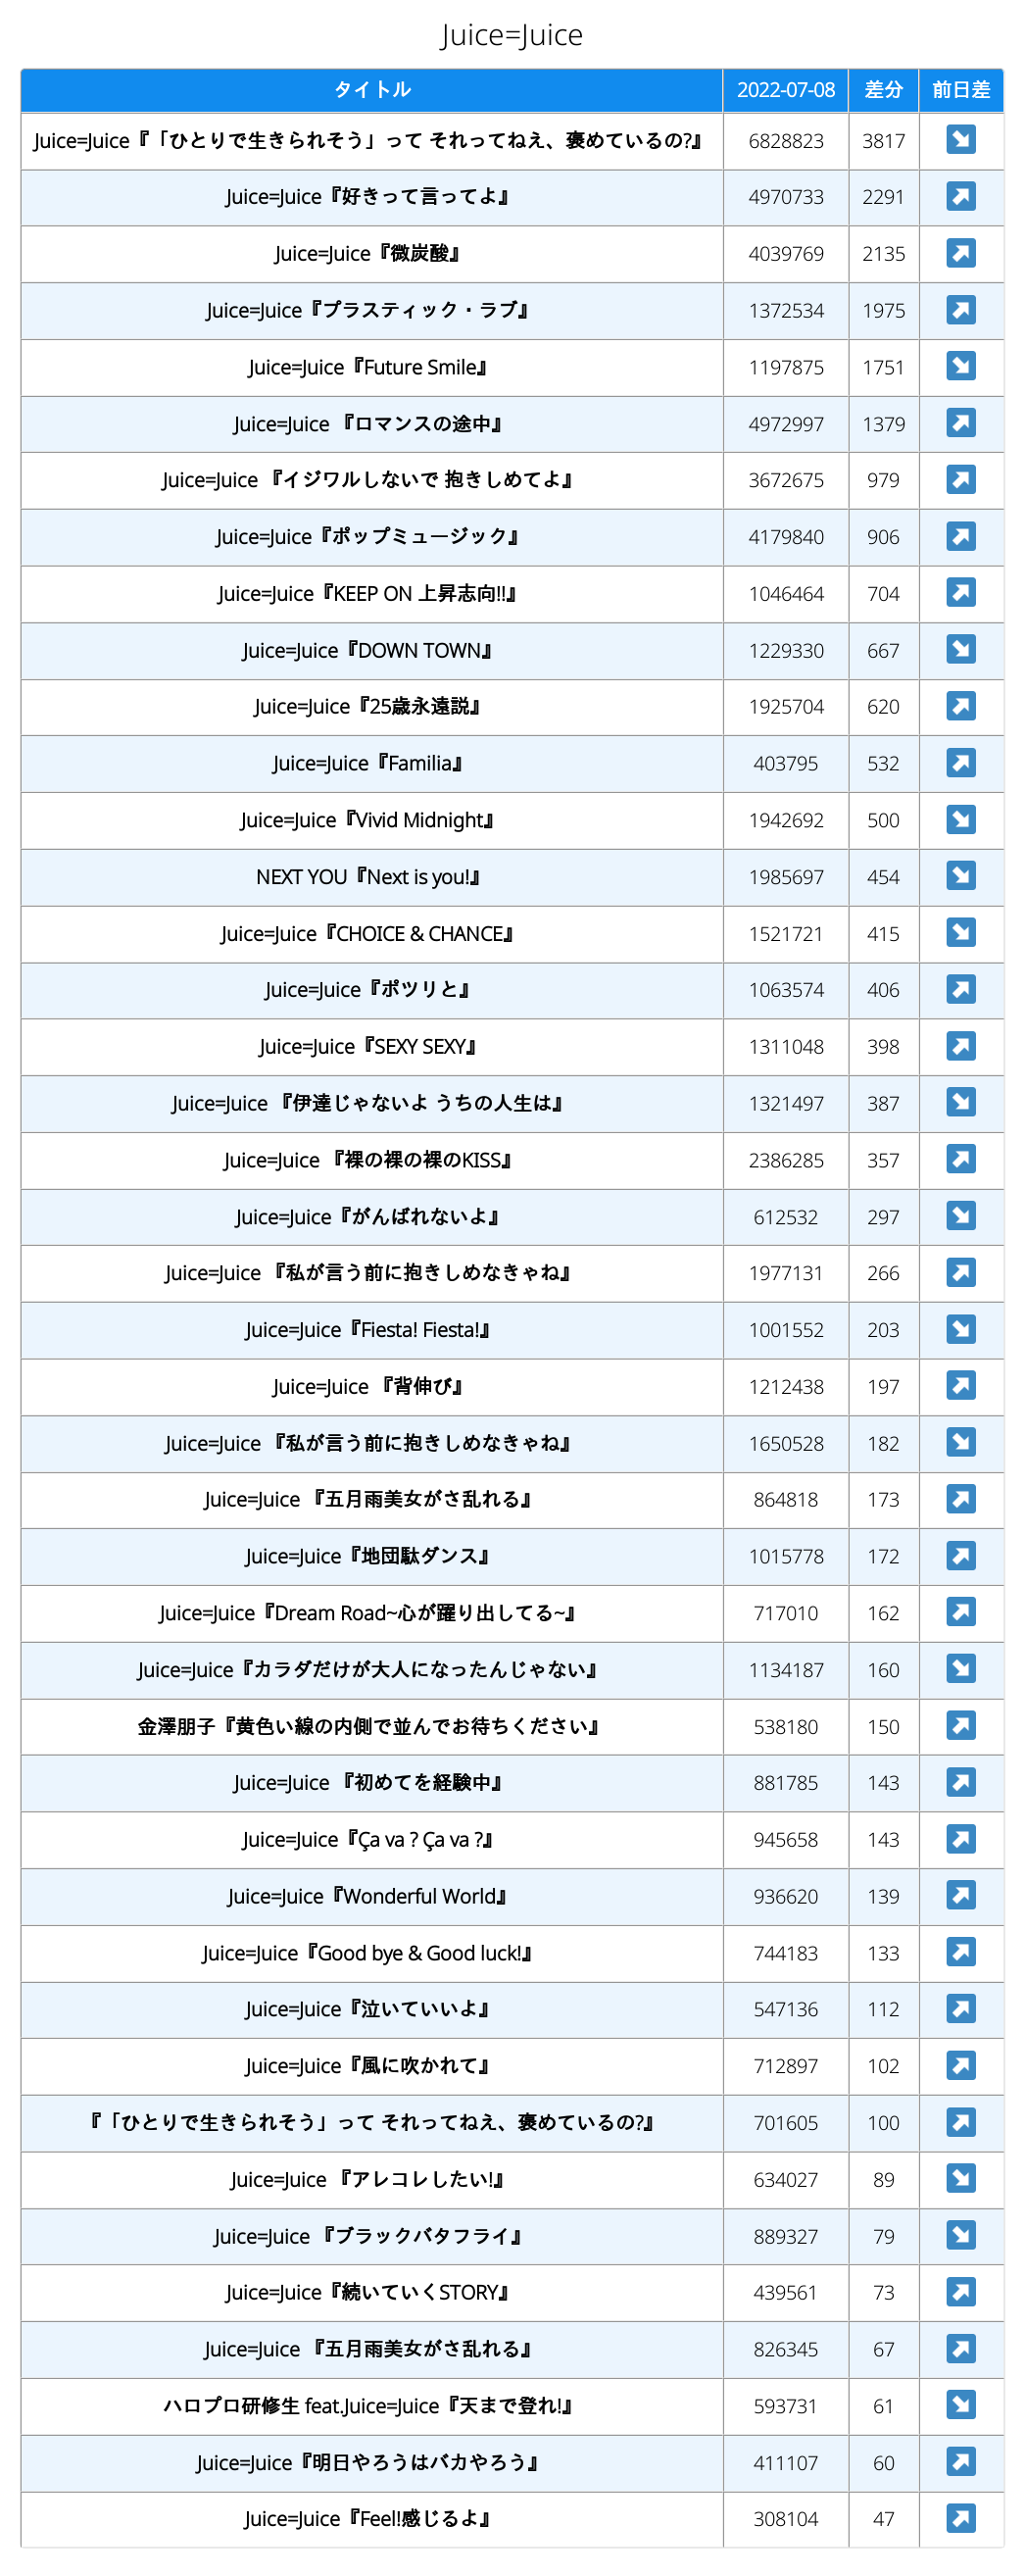 Juice=Juice
タイトル 2022-07-08 差分 前日差
Juice=Juice『「ひとりで生きられそう」って それってねえ、褒めているの?』 6828823 3817 ↘
Juice=Juice『好きって言ってよ』 4970733 2291 ↗
Juice=Juice『微炭酸』 4039769 2135 ↗
Juice=Juice『プラスティック・ラブ』 1372534 1975 ↗
Juice=Juice『Future Smile』 1197875 1751 ↘
Juice=Juice 『ロマンスの途中』 4972997 1379 ↗
Juice=Juice 『イジワルしないで 抱きしめてよ』 3672675 979 ↗
Juice=Juice『ポップミュージック』 4179840 906 ↗
Juice=Juice『KEEP ON 上昇志向!!』 1046464 704 ↗
Juice=Juice『DOWN TOWN』 1229330 667 ↘
Juice=Juice『25歳永遠説』 1925704 620 ↗
Juice=Juice『Familia』 403795 532 ↗
Juice=Juice『Vivid Midnight』 1942692 500 ↘
NEXT YOU『Next is you!』 1985697 454 ↘
Juice=Juice『CHOICE & CHANCE』 1521721 415 ↘
Juice=Juice『ポツリと』 1063574 406 ↗
Juice=Juice『SEXY SEXY』 1311048 398 ↗
Juice=Juice 『伊達じゃないよ うちの人生は』 1321497 387 ↘
Juice=Juice 『裸の裸の裸のKISS』 2386285 357 ↗
Juice=Juice『がんばれないよ』 612532 297 ↘
Juice=Juice 『私が言う前に抱きしめなきゃね』 1977131 266 ↗
Juice=Juice『Fiesta! Fiesta!』 1001552 203 ↘
Juice=Juice 『背伸び』 1212438 197 ↗
Juice=Juice 『私が言う前に抱きしめなきゃね』 1650528 182 ↘
Juice=Juice 『五月雨美女がさ乱れる』 864818 173 ↗
Juice=Juice『地団駄ダンス』 1015778 172 ↗
Juice=Juice『Dream Road~心が躍り出してる~』 717010 162 ↗
Juice=Juice『カラダだけが大人になったんじゃない』 1134187 160 ↘
金澤朋子『黄色い線の内側で並んでお待ちください』 538180 150 ↗
Juice=Juice 『初めてを経験中』 881785 143 ↗
Juice=Juice『Ça va ? Ça va ?』 945658 143 ↗
Juice=Juice『Wonderful World』 936620 139 ↗
Juice=Juice『Good bye & Good luck!』 744183 133 ↗
Juice=Juice『泣いていいよ』 547136 112 ↗
Juice=Juice『風に吹かれて』 712897 102 ↗
『「ひとりで生きられそう」って それってねえ、褒めているの?』 701605 100 ↗
Juice=Juice 『アレコレしたい!』 634027 89 ↘
Juice=Juice 『ブラックバタフライ』 889327 79 ↘
Juice=Juice『続いていくSTORY』 439561 73 ↗
Juice=Juice 『五月雨美女がさ乱れる』 826345 67 ↗
ハロプロ研修生 feat.Juice=Juice『天まで登れ!』 593731 61 ↘
Juice=Juice『明日やろうはバカやろう』 411107 60 ↗
Juice=Juice『Feel!感じるよ』 308104 47 ↗